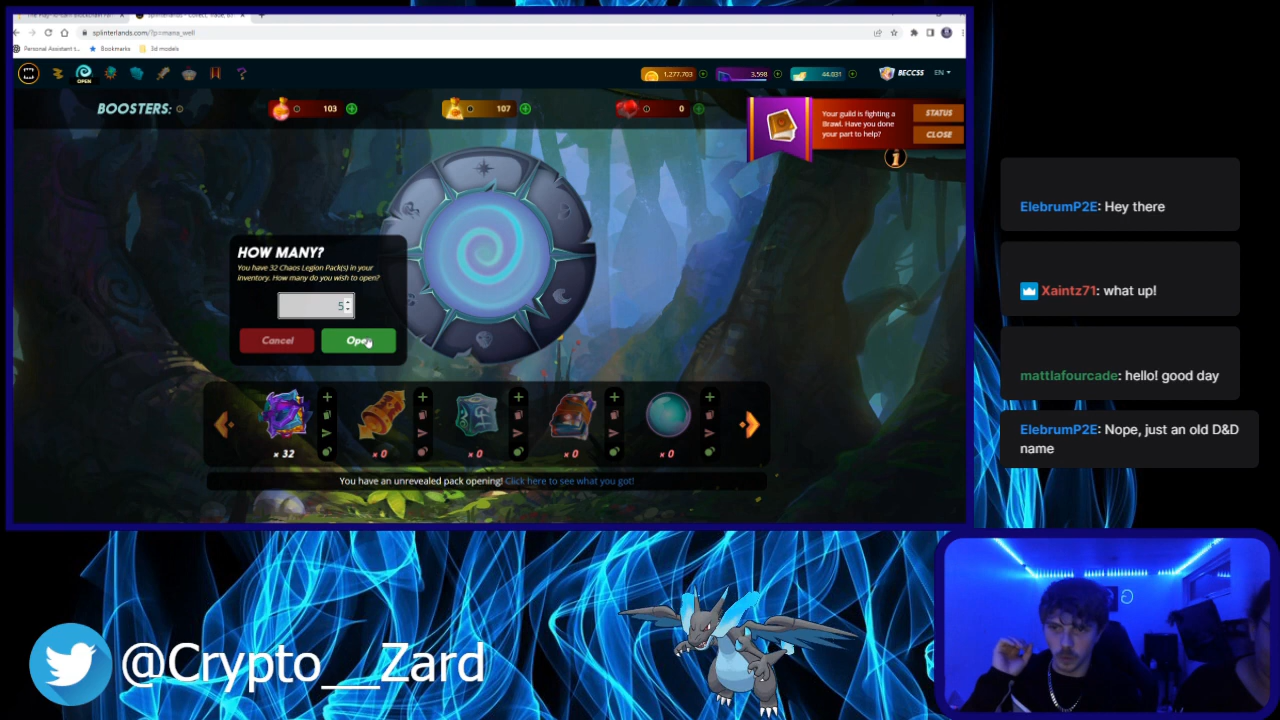 splinterlands.com/?p=mana_well
Personal Assistant t...
Bookmarks
3d models
OPEN
1,277,703
3,598
44,031
BECCSS
EN
BOOSTERS:
103
107
0
Your guild is fighting a
Brawl. Have you done
your part to help?
STATUS
CLOSE
HOW MANY?
You have 32 Chaos Legion Pack(s) in your
inventory. How many do you wish to open?
5
Cancel
Open
x 32
x 0
x 0
x 0
x 0
You have an unrevealed pack opening! Click here to see what you got!
ElebrumP2E: Hey there
Xaintz71: what up!
mattlafourcade: hello! good day
ElebrumP2E: Nope, just an old D&D
name
@Crypto__Zard